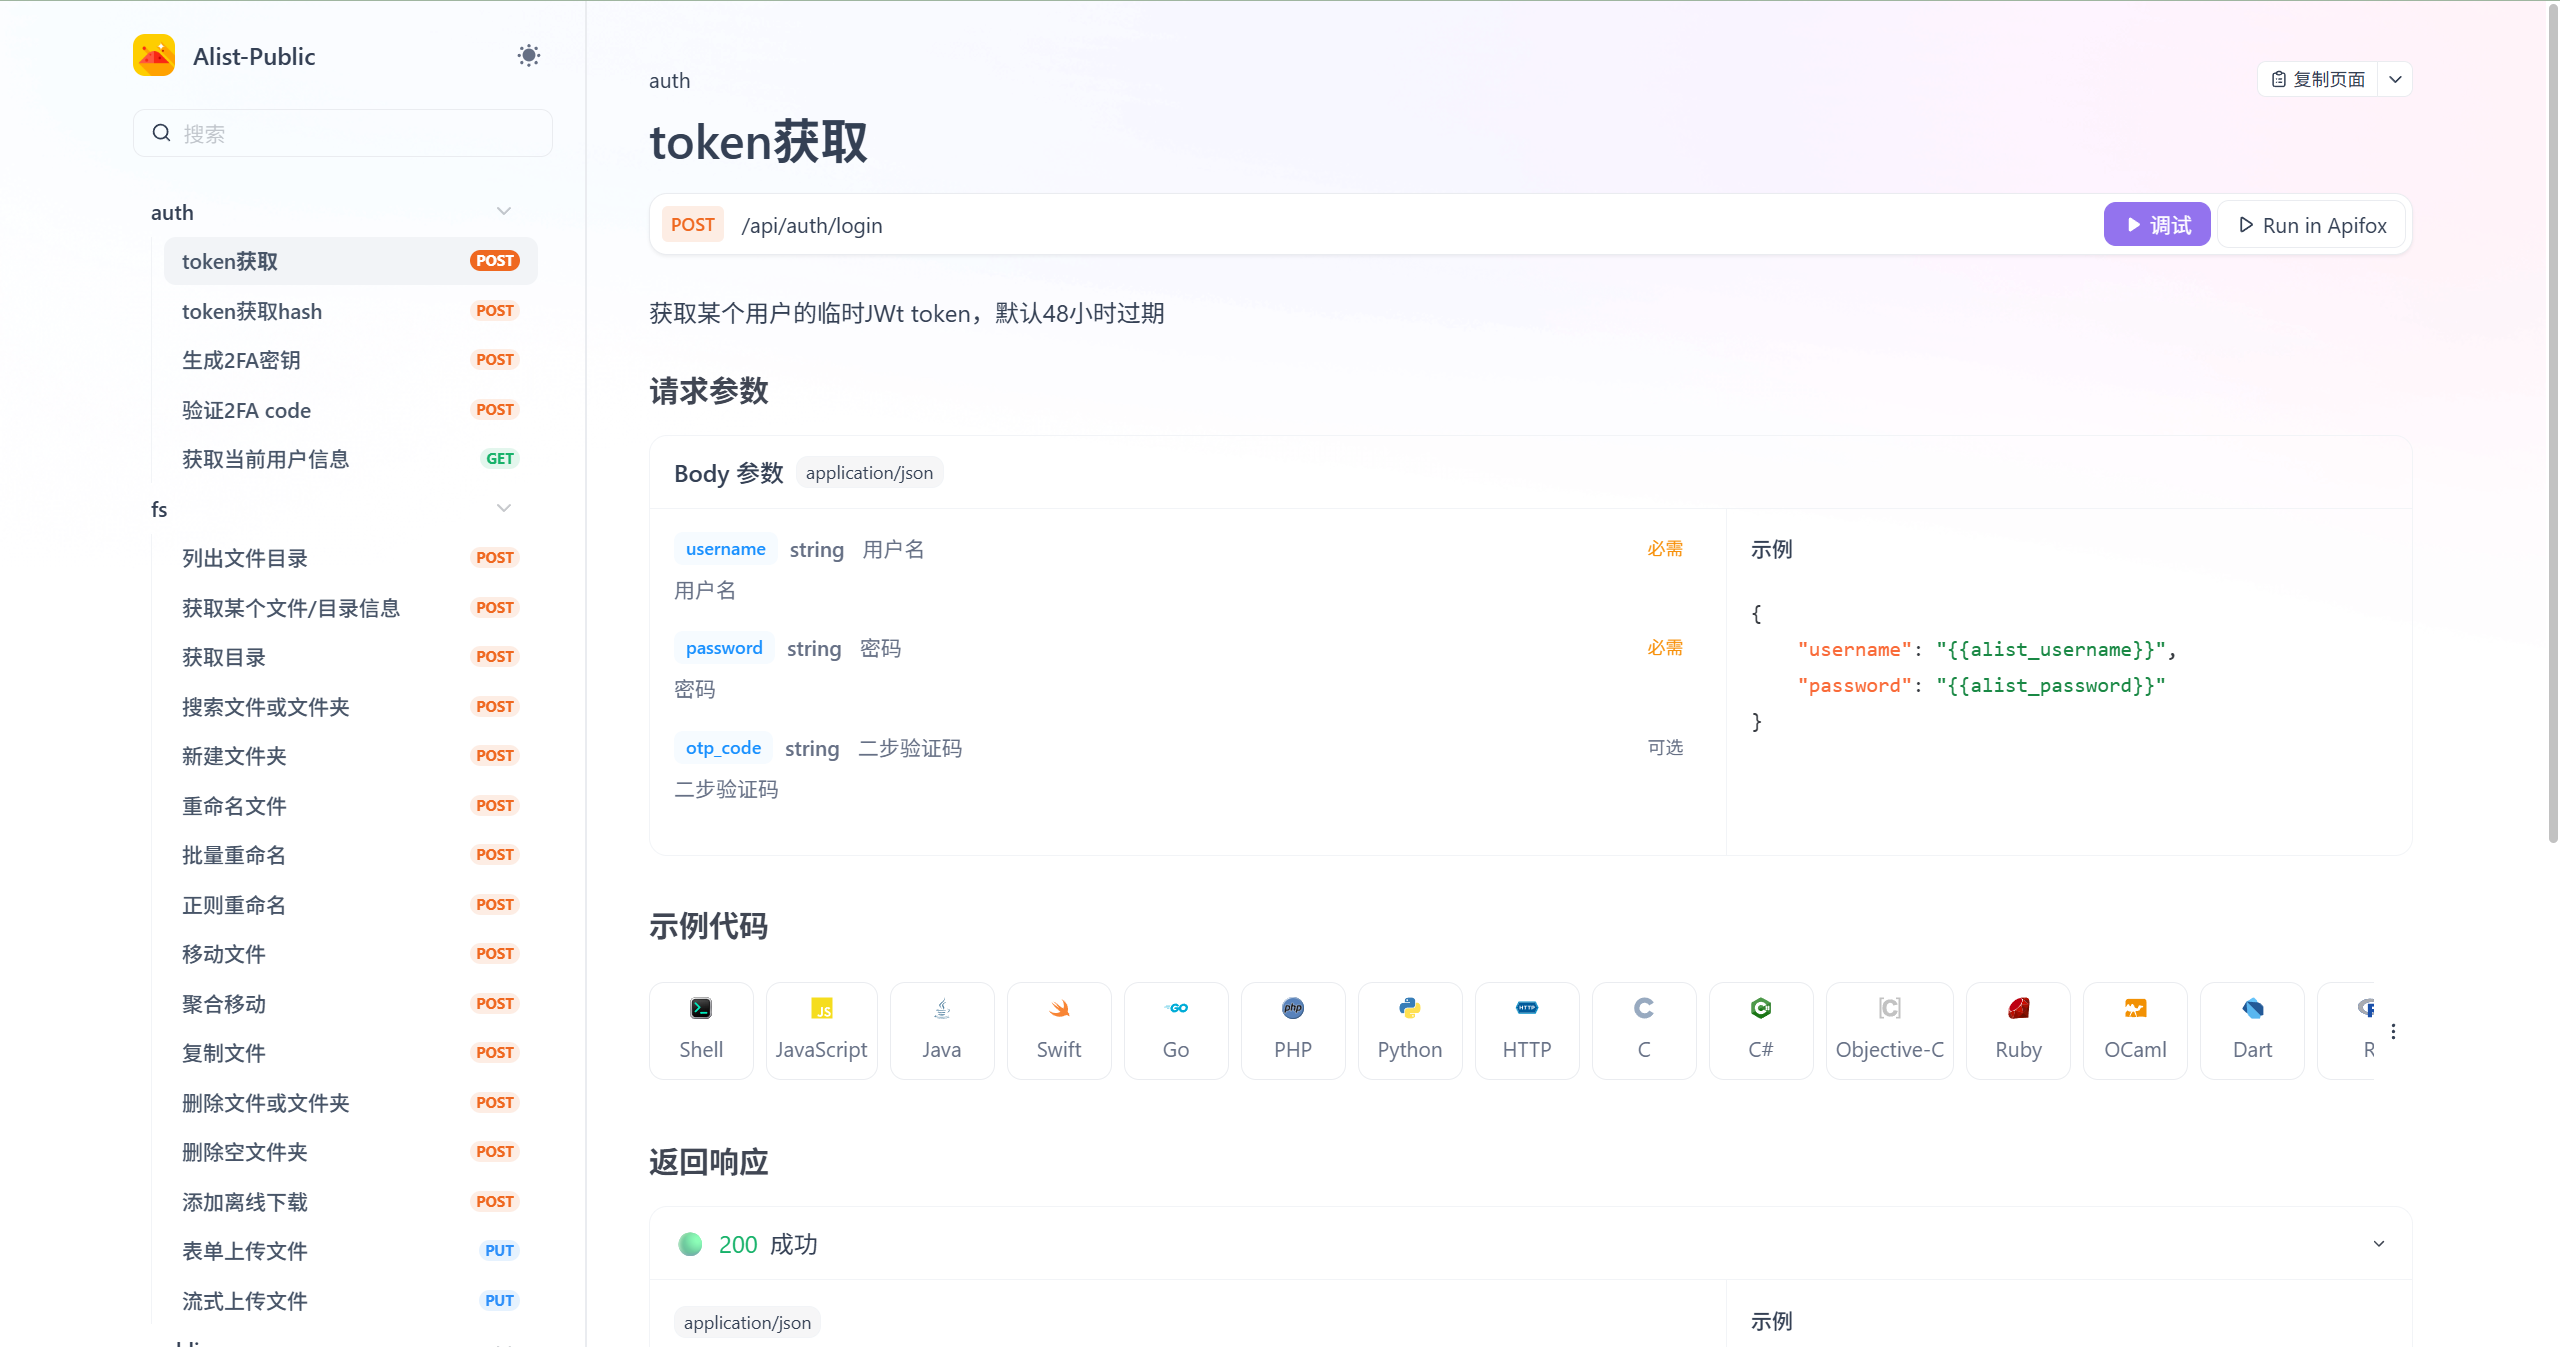 Alist-Public
搜索
auth
token获取 POST
token获取hash POST
生成2FA密钥 POST
验证2FA code POST
获取当前用户信息 GET
fs
列出文件目录 POST
获取某个文件/目录信息 POST
获取目录 POST
搜索文件或文件夹 POST
新建文件夹 POST
重命名文件 POST
批量重命名 POST
正则重命名 POST
移动文件 POST
聚合移动 POST
复制文件 POST
删除文件或文件夹 POST
删除空文件夹 POST
添加离线下载 POST
表单上传文件 PUT
流式上传文件 PUT
auth
复制页面
token获取
POST /api/auth/login 调试 Run in Apifox
获取某个用户的临时JWt token，默认48小时过期
请求参数
Body 参数 application/json
username string 用户名 必需
用户名
password string 密码 必需
密码
otp_code string 二步验证码 可选
二步验证码
示例
{
"username": "{{alist_username}}",
"password": "{{alist_password}}"
}
示例代码
Shell JavaScript Java Swift Go PHP Python HTTP C C# Objective-C Ruby OCaml Dart R
返回响应
200 成功
application/json
示例